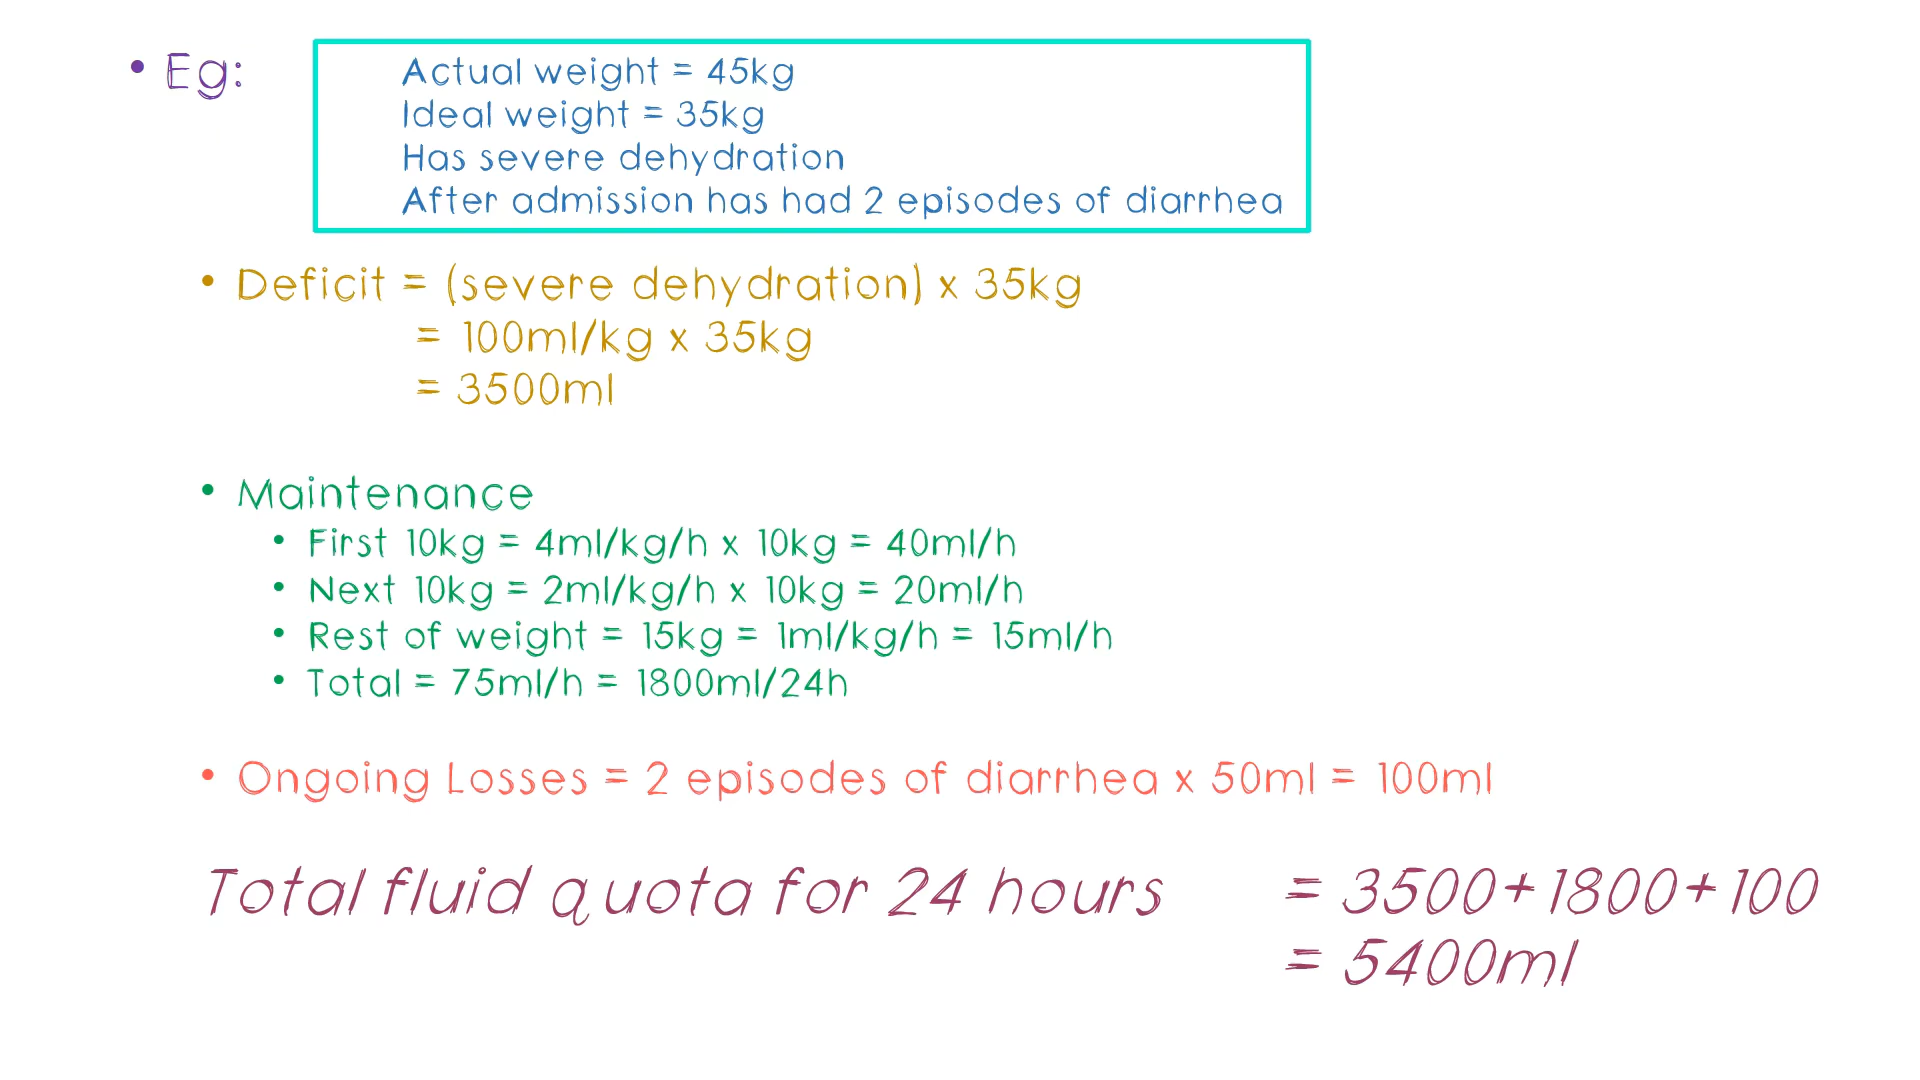 • Eg:
Actual weight = 45kg
Ideal weight = 35kg
Has severe dehydration
After admission has had 2 episodes of diarrhea
• Deficit = (severe dehydration) x 35kg
= 100ml/kg x 35kg
= 3500ml
• Maintenance
• First 10kg = 4ml/kg/h x 10kg = 40ml/h
• Next 10kg = 2ml/kg/h x 10kg = 20ml/h
• Rest of weight = 15kg = 1ml/kg/h = 15ml/h
• Total = 75ml/h = 1800ml/24h
• Ongoing Losses = 2 episodes of diarrhea x 50ml = 100ml
Total fluid quota for 24 hours = 3500+1800+100
= 5400ml